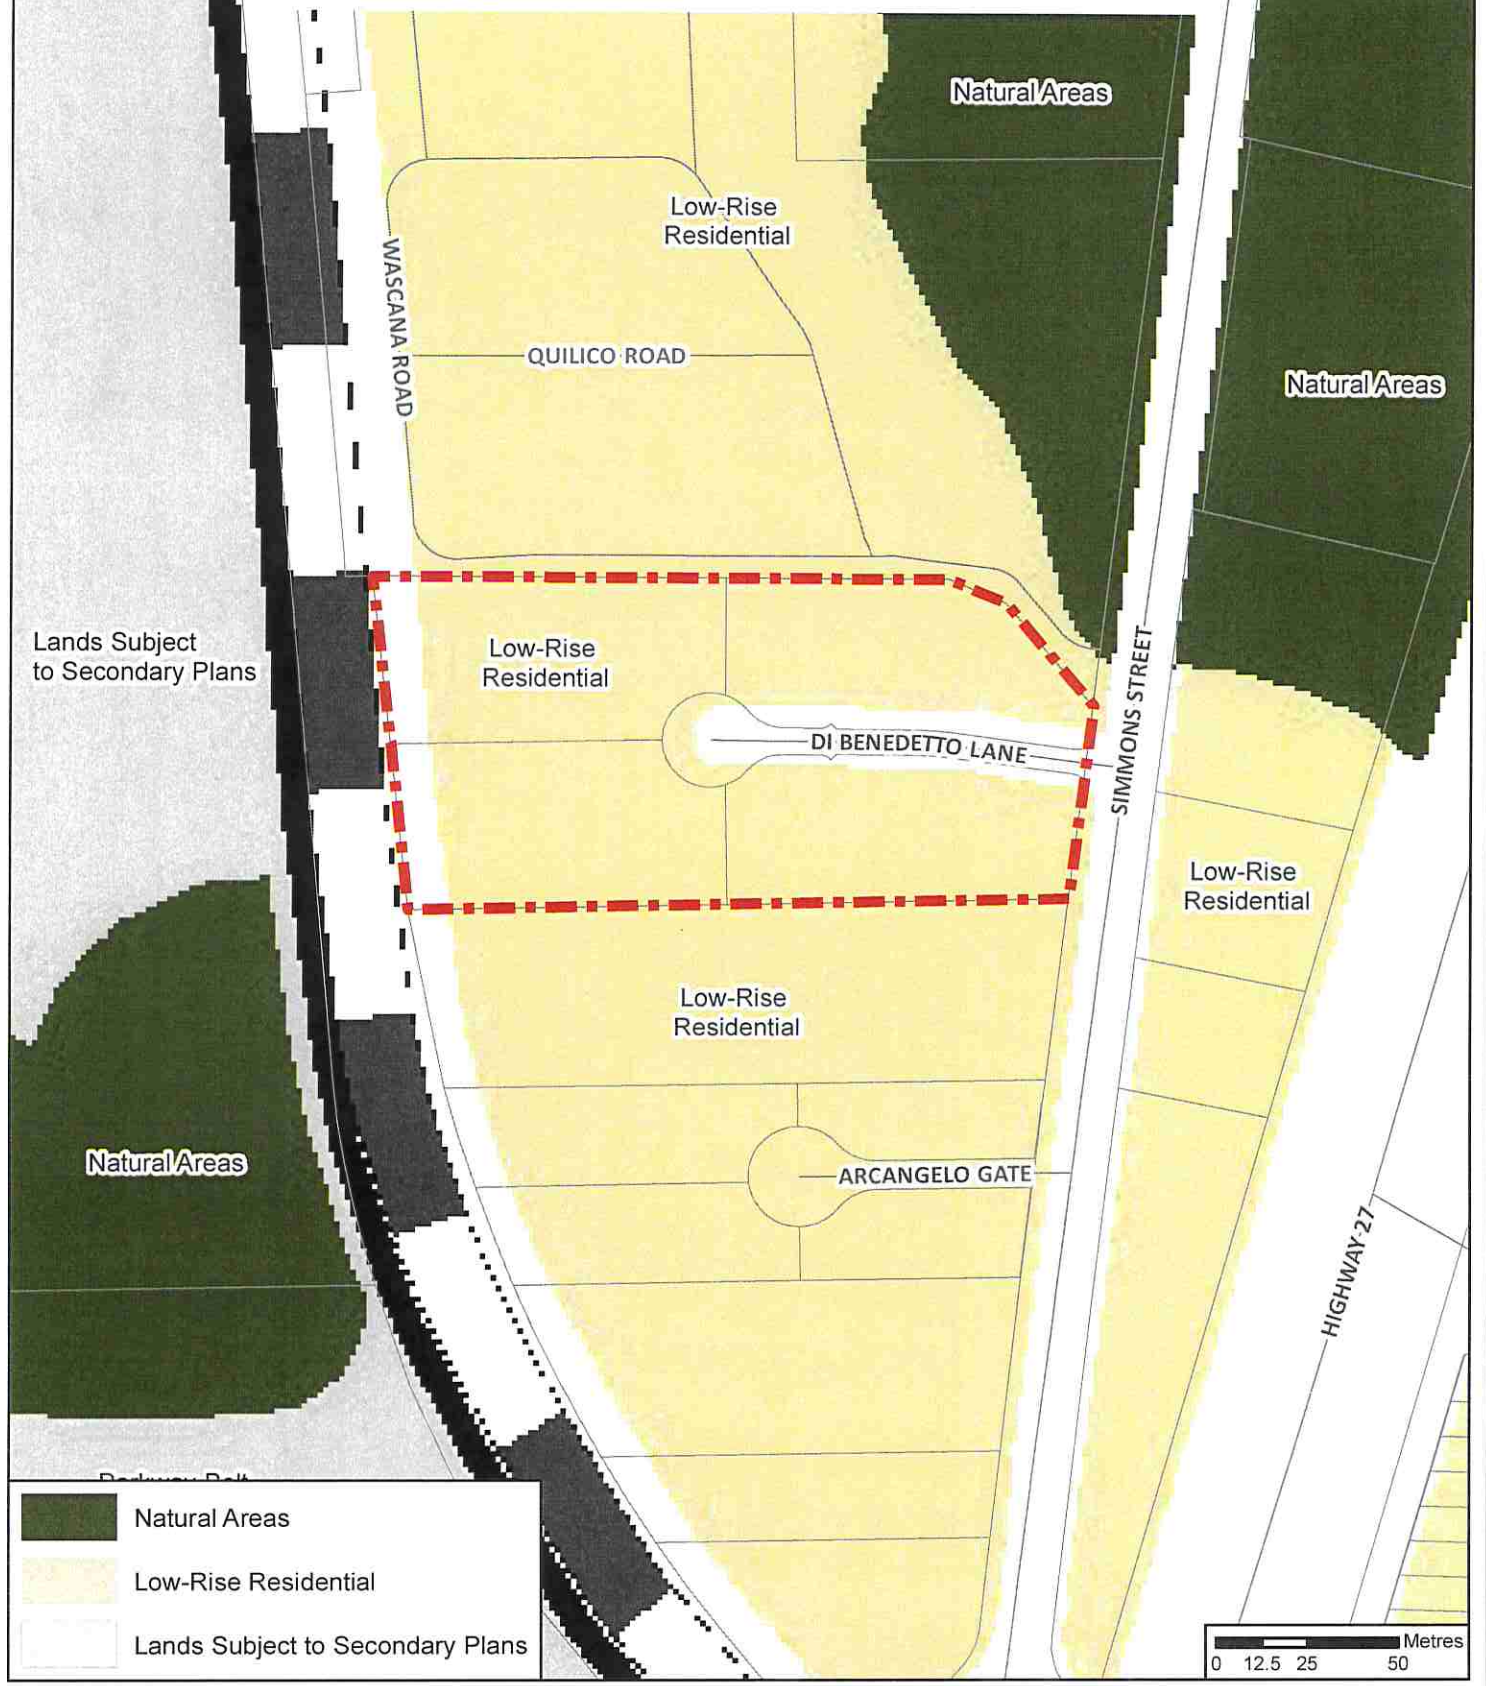 Natural Areas
Low-Rise
Residential
WASCANA ROAD
QUILICO ROAD
Natural Areas
Lands Subject
to Secondary Plans
Low-Rise
Residential
DI BENEDETTO LANE
SIMMONS STREET
Low-Rise
Residential
Low-Rise
Residential
Natural Areas
ARCANGELO GATE
HIGHWAY 27
Parkway Belt
Natural Areas
Low-Rise Residential
Lands Subject to Secondary Plans
Metres
0 12.5 25 50